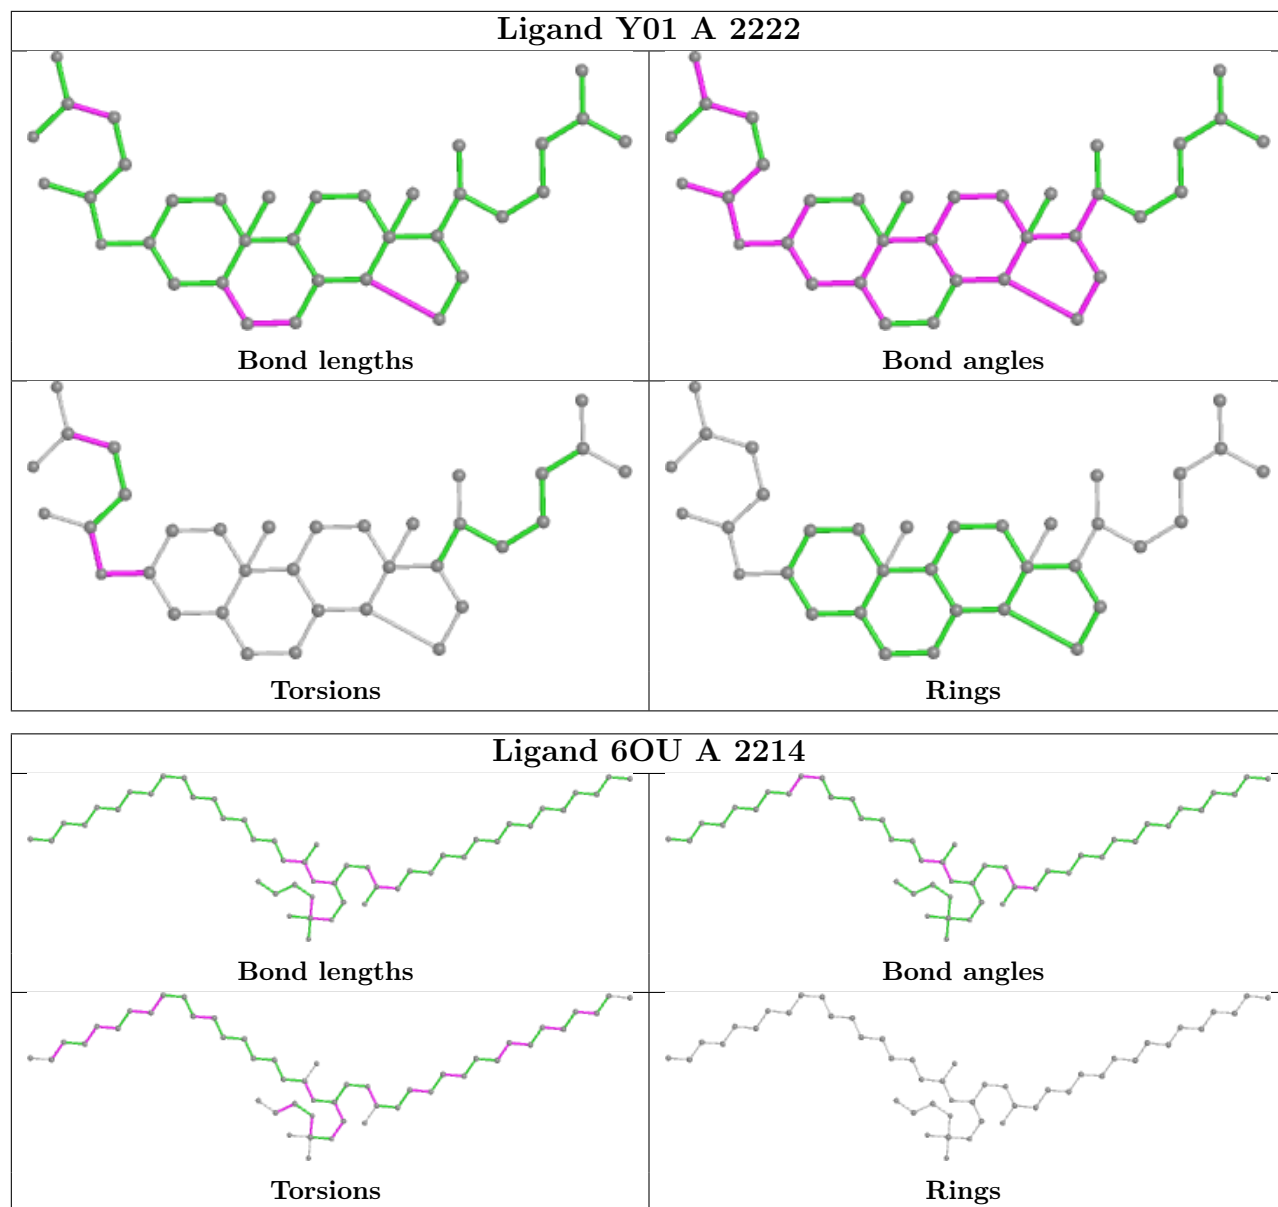 Ligand Y01 A 2222
Bond lengths
Bond angles
Torsions
Rings
Ligand 6OU A 2214
Bond lengths
Bond angles
Torsions
Rings